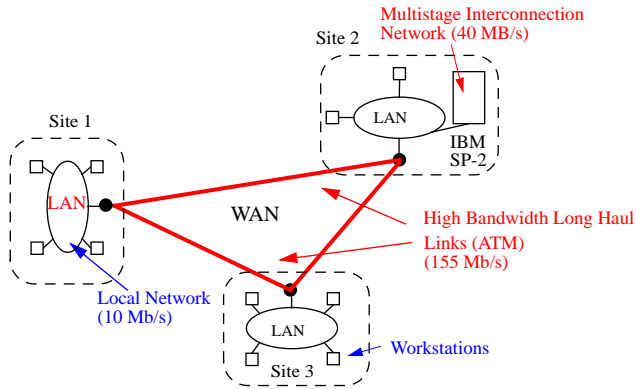 Multistage Interconnection
Network (40 MB/s)
Site 2
LAN
IBM
SP-2
Site 1
LAN
WAN
High Bandwidth Long Haul
Links (ATM)
(155 Mb/s)
Local Network
(10 Mb/s)
LAN
Workstations
Site 3